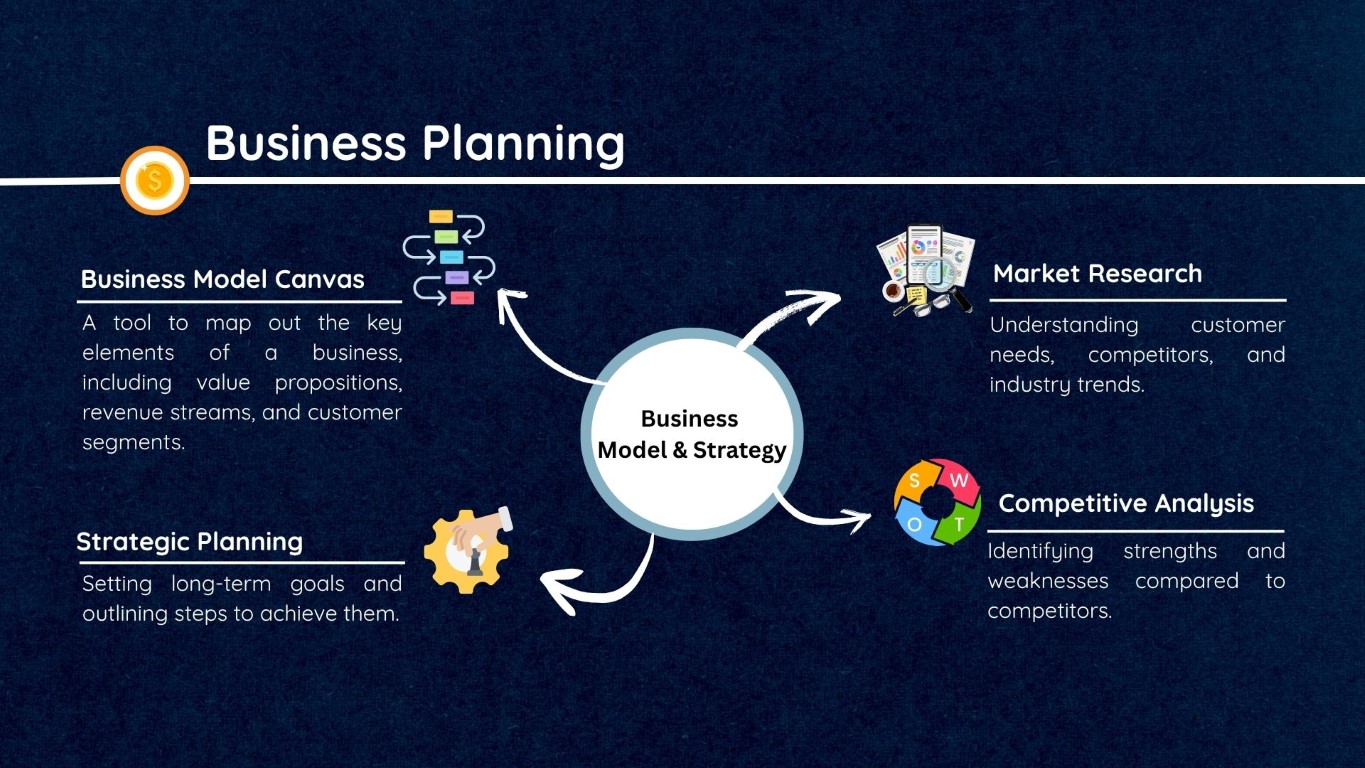 Business Planning
$
Business Model Canvas
A tool to map out the key
elements of a business,
including value propositions,
revenue streams, and customer
segments.
Strategic Planning
Setting long-term goals and
outlining steps to achieve them.
Business
Model & Strategy
Market Research
Understanding customer
needs, competitors, and
industry trends.
S W
O T
Competitive Analysis
Identifying strengths and
weaknesses compared to
competitors.